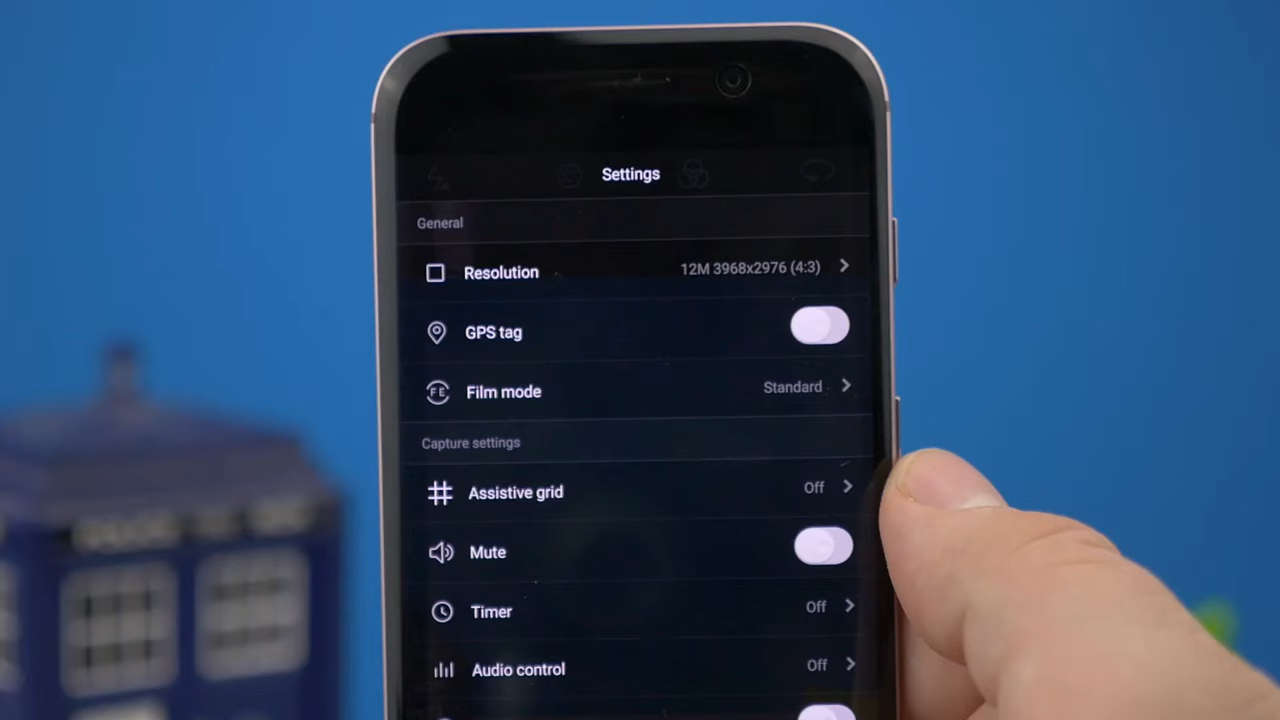 Settings
General
Resolution 12M 3968x2976 (4:3)
GPS tag
FE Film mode Standard
Capture settings
Assistive grid Off
Mute
Timer Off
Audio control Off